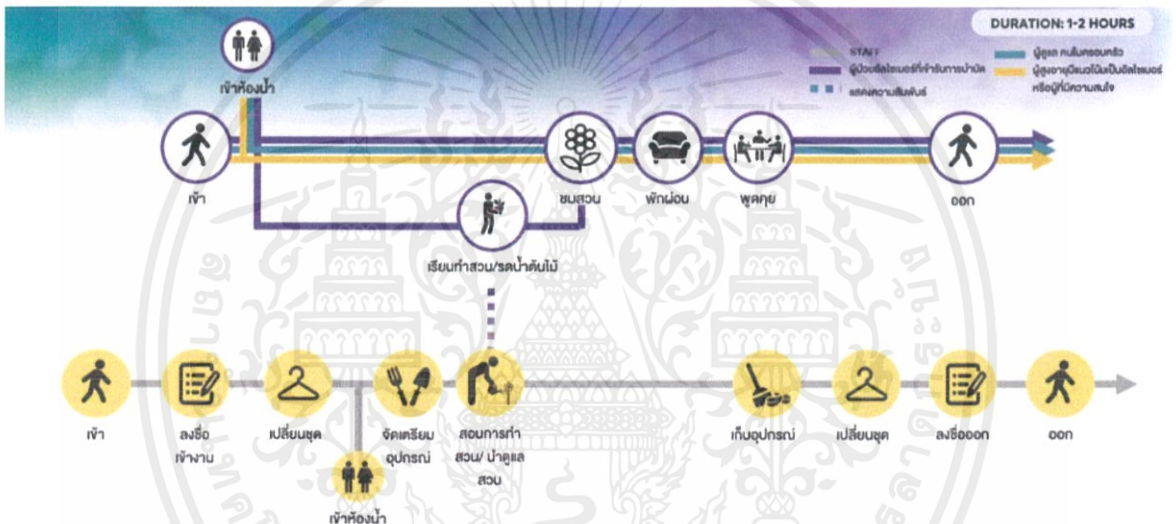 DURATION: 1-2 HOURS
STAFF
ผู้ป่วยอัลไซเมอร์ที่เข้ารับการบำบัด
แสดงความสัมพันธ์
ผู้ดูแล คนในครอบครัว
ผู้สูงอายุมีแนวโน้มเป็นอัลไซเมอร์
หรือผู้ที่มีความสนใจ
เข้าห้องน้ำ
เข้า
ชมสวน
พักผ่อน
พูดคุย
ออก
เรียนทำสวน/รดน้ำต้นไม้
เข้า
ลงชื่อ
เข้างาน
เปลี่ยนชุด
จัดเตรียม
อุปกรณ์
สอนการทำ
สวน/ นำดูแล
สวน
เก็บอุปกรณ์
เปลี่ยนชุด
ลงชื่อออก
ออก
เข้าห้องน้ำ